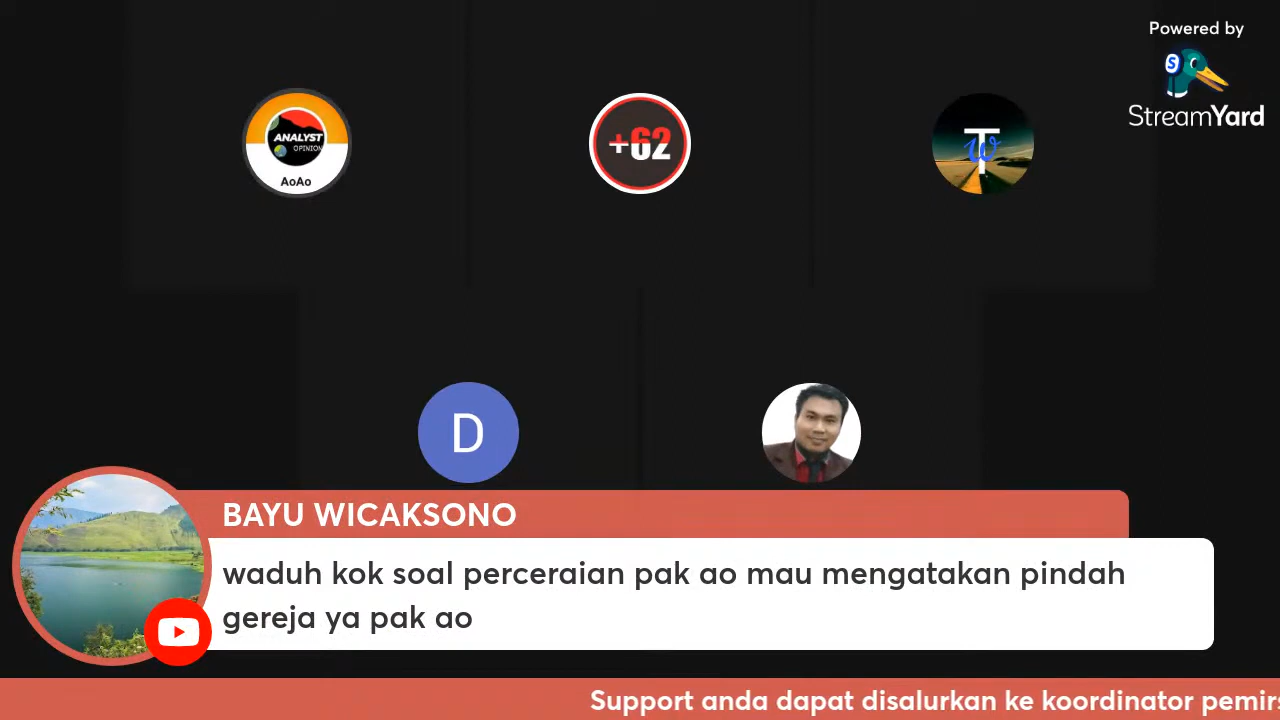 Powered by
StreamYard
ANALYST
OPINION
AoAo
+62
T
w
D
BAYU WICAKSONO
waduh kok soal perceraian pak ao mau mengatakan pindah
gereja ya pak ao
Support anda dapat disalurkan ke koordinator pemirs